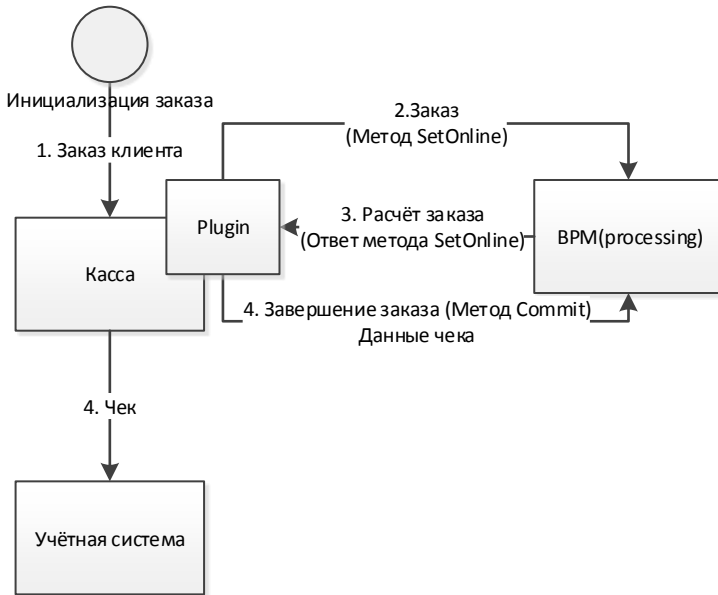 Инициализация заказа
1. Заказ клиента
2.Заказ
(Метод SetOnline)
Plugin
3. Расчёт заказа
(Ответ метода SetOnline)
BPM(processing)
Касса
4. Завершение заказа (Метод Commit)
Данные чека
4. Чек
Учётная система